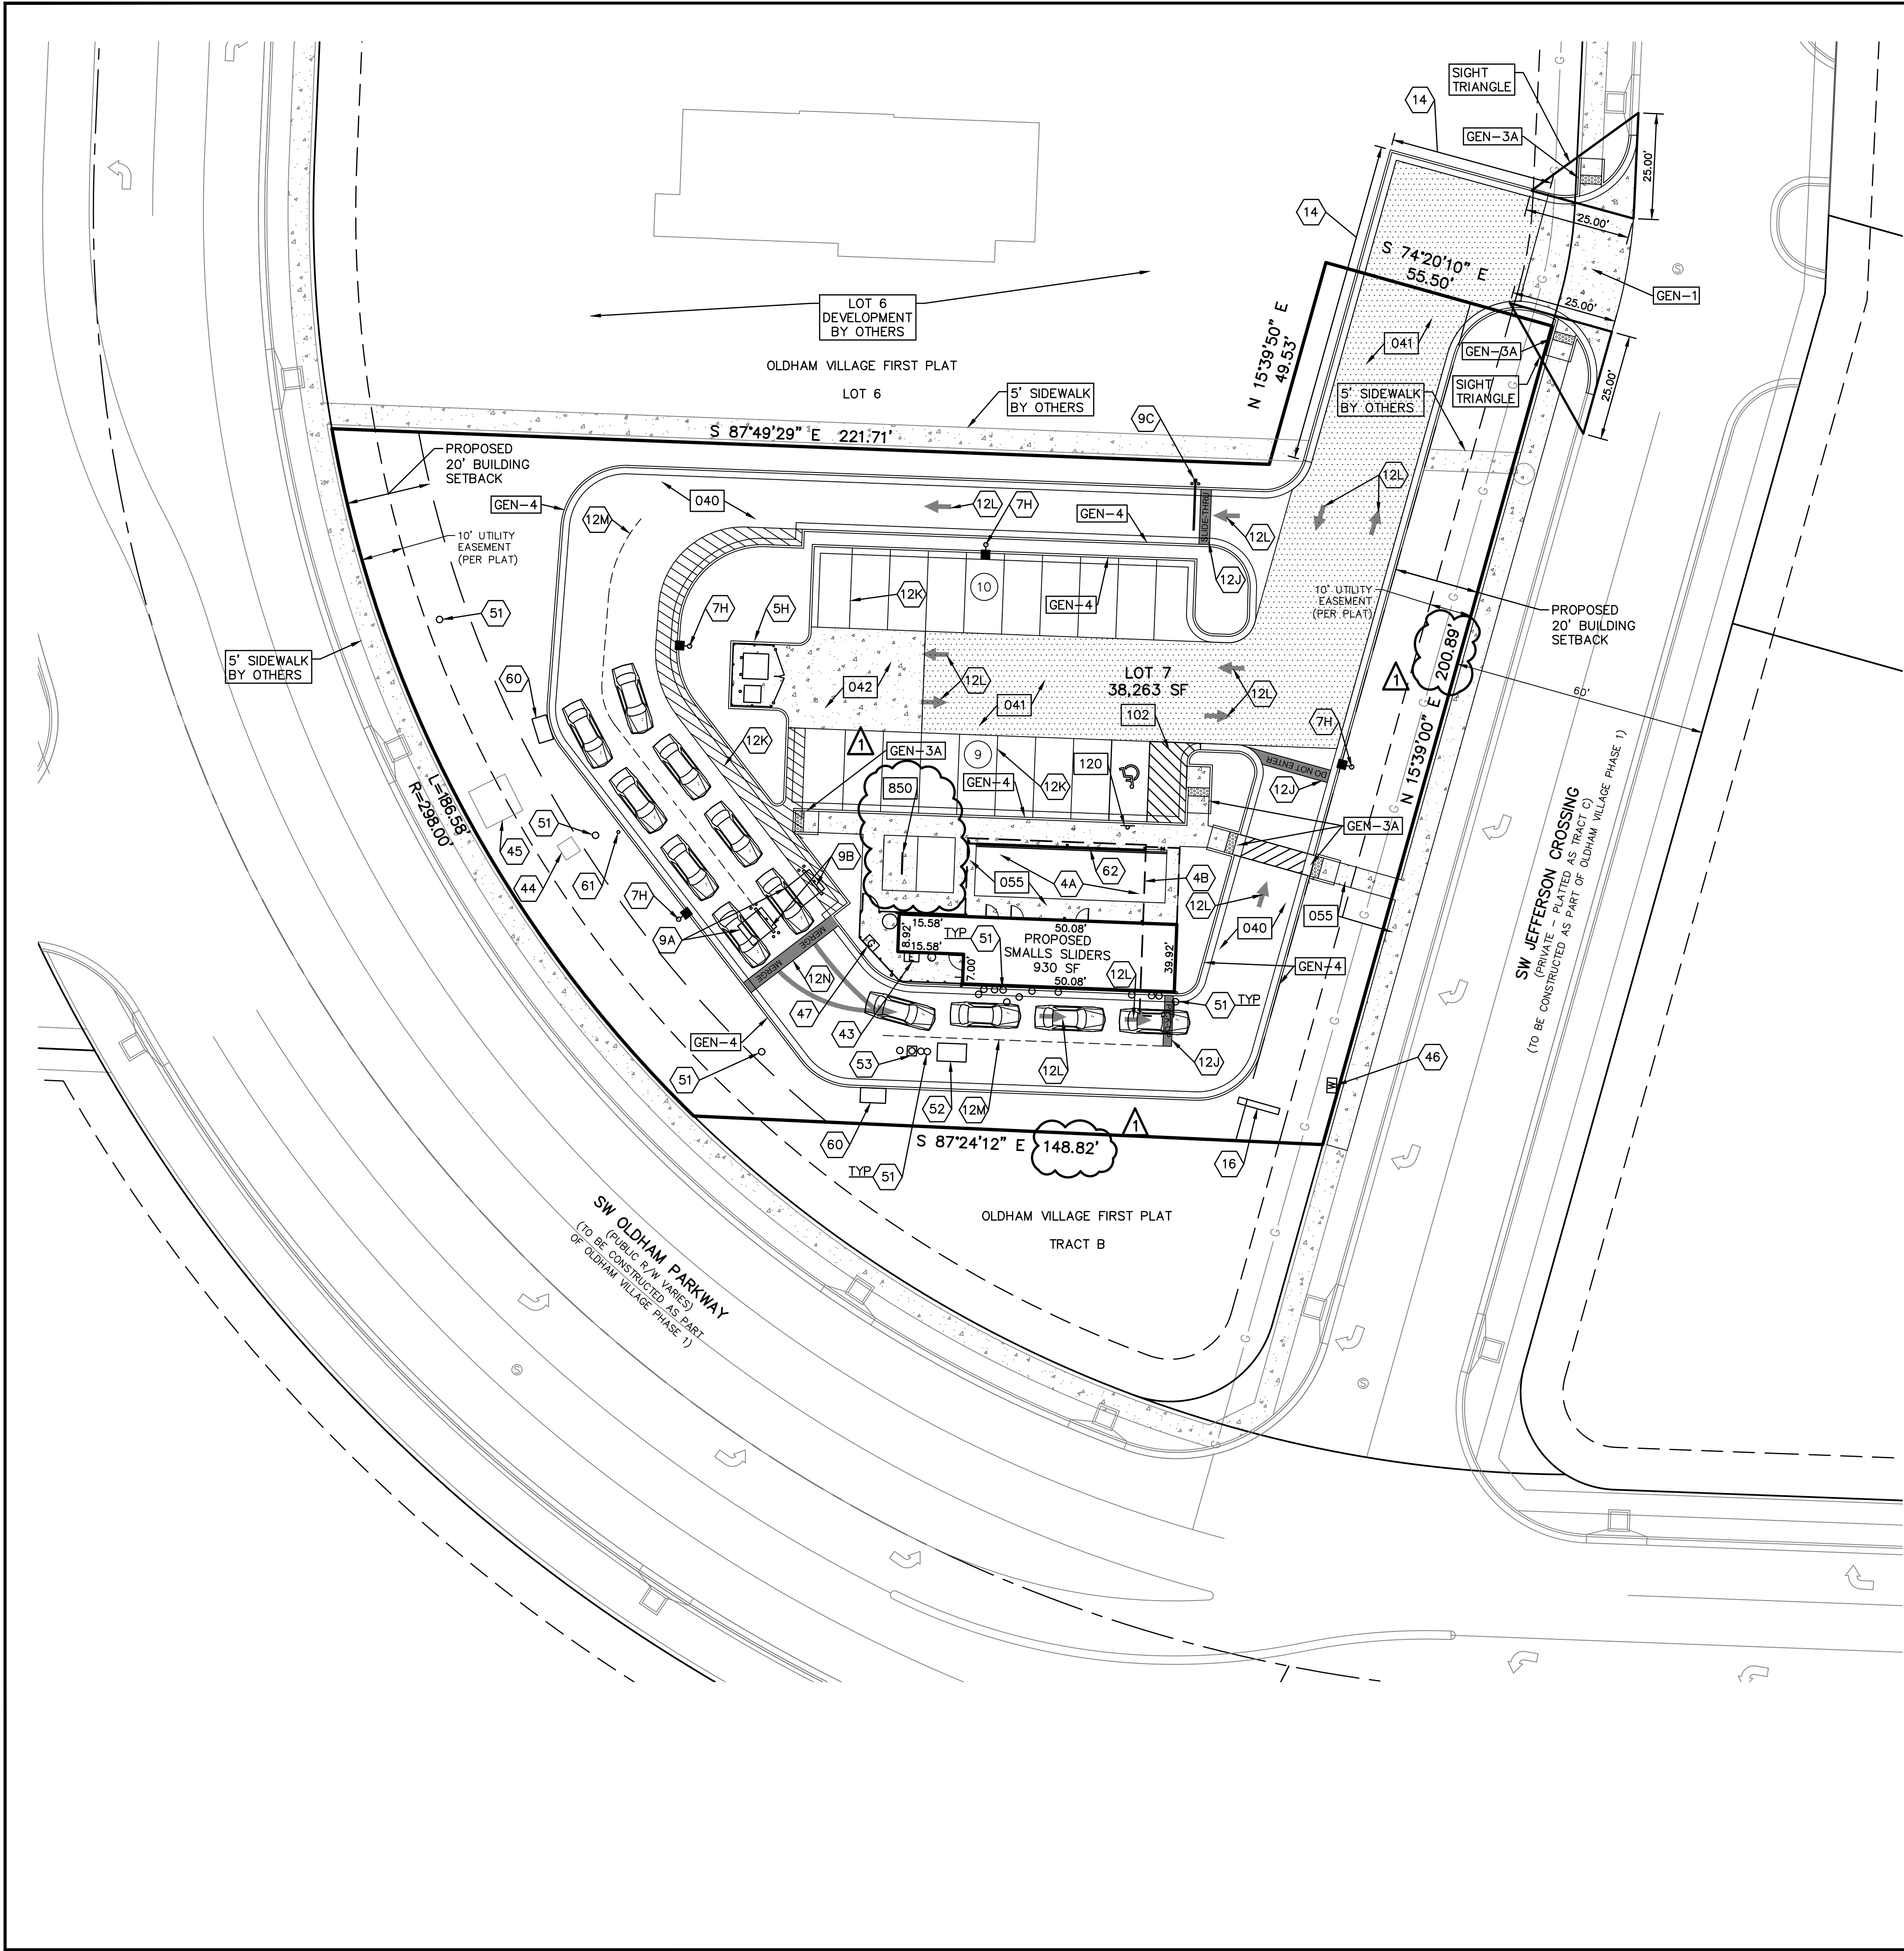 SIGHT
TRIANGLE
14
GEN-3A
25.00'
14
25.00'
S 74°20'10" E
55.50'
GEN-1
25.00'
LOT 6
DEVELOPMENT
BY OTHERS
041
GEN-3A
N 15°39'50" E
49.53'
OLDHAM VILLAGE FIRST PLAT
LOT 6
SIGHT
TRIANGLE
25.00'
5' SIDEWALK
BY OTHERS
5' SIDEWALK
BY OTHERS
9C
S 87°49'29" E 221.71'
PROPOSED
20' BUILDING
SETBACK
12L
GEN-4
040
12L
7H
GEN-4
SLIDE-THRU
12M
12L
10' UTILITY
EASEMENT
(PER PLAT)
12J
10
12K
GEN-4
10' UTILITY
EASEMENT
(PER PLAT)
PROPOSED
20' BUILDING
SETBACK
51
7H
5H
5' SIDEWALK
BY OTHERS
60
042
12L
041
LOT 7
38,263 SF
12L
1
N 15°39'00" E 200.89'
60'
102
7H
12K
1
GEN-3A
9
GEN-4
12K
120
DO NOT ENTER
12J
850
L=186.58'
R=298.00'
51
45
44
61
GEN-3A
9B
055
4A
62
4B
7H
12L
040
055
9A
MERGE
MERGE
12N
15.58'
8.92'
15.58'
7.00'
TYP
51
50.08'
PROPOSED
SMALLS SLIDERS
930 SF
50.08'
39.92'
12L
GEN-4
E
47
43
51
TYP
GEN-4
53
51
52
12M
12L
12J
46
W
60
S 87°24'12" E 148.82'
1
16
TYP
51
SW JEFFERSON CROSSING
(PRIVATE - PLATTED AS TRACT C)
(TO BE CONSTRUCTED AS PART OF OLDHAM VILLAGE PHASE 1)
OLDHAM VILLAGE FIRST PLAT
TRACT B
SW OLDHAM PARKWAY
(PUBLIC R/W VARIES)
(TO BE CONSTRUCTED AS PART
OF OLDHAM VILLAGE PHASE 1)
G
G
G
G
G
G
G
G
G
G
G
G
S
S
S